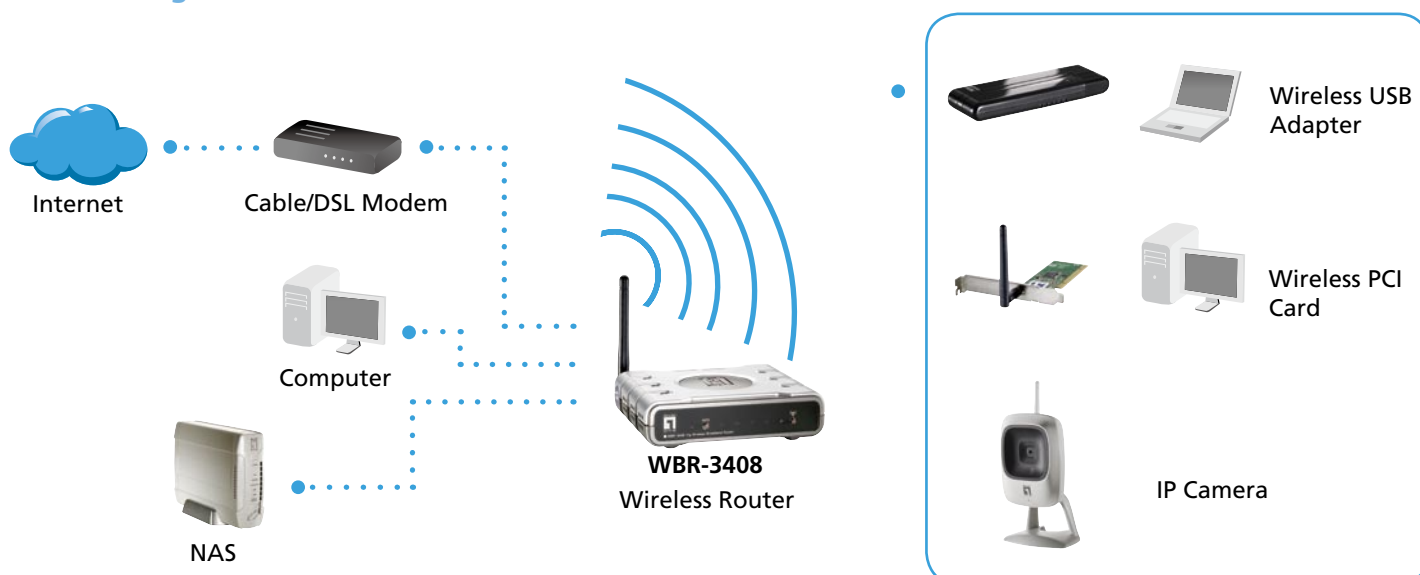 Internet
Cable/DSL Modem
Computer
NAS
WBR-3408
Wireless Router
Wireless USB
Adapter
Wireless PCI
Card
IP Camera